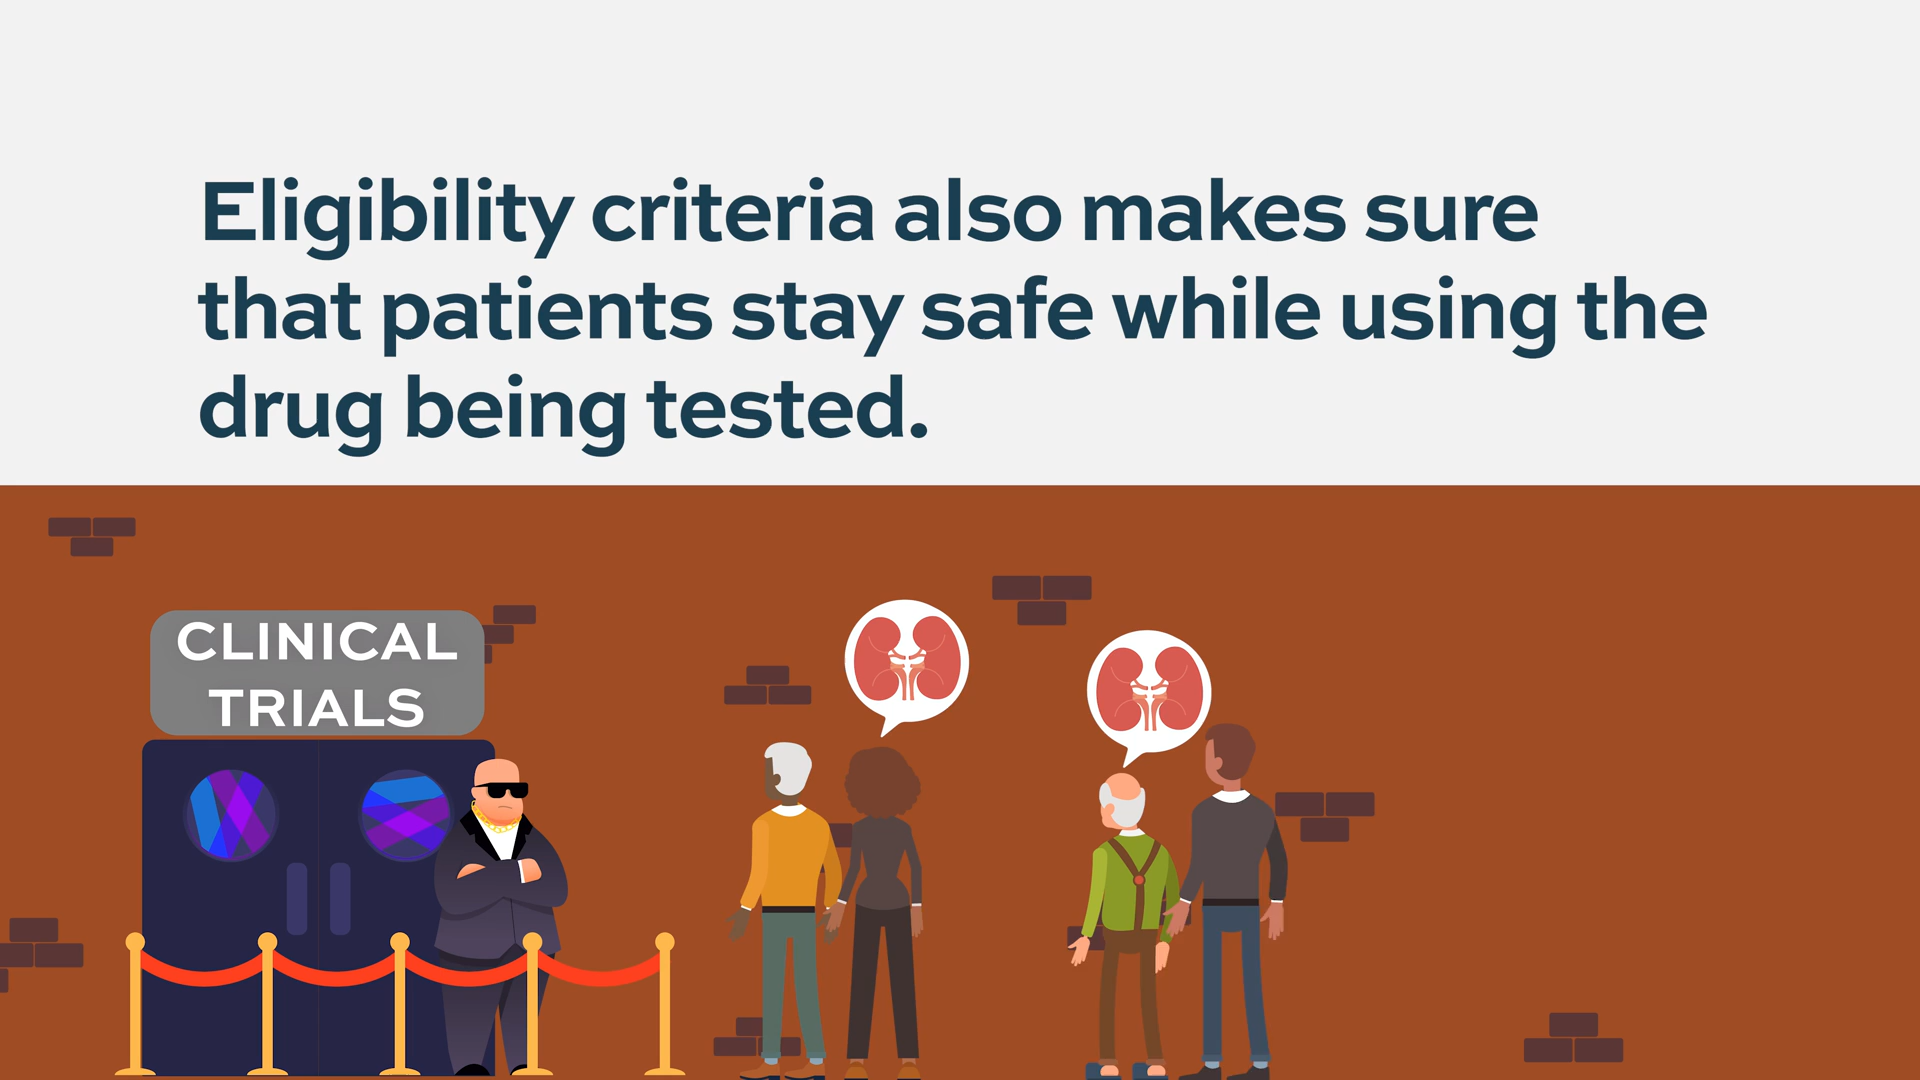 Eligibility criteria also makes sure
that patients stay safe while using the
drug being tested.
CLINICAL
TRIALS